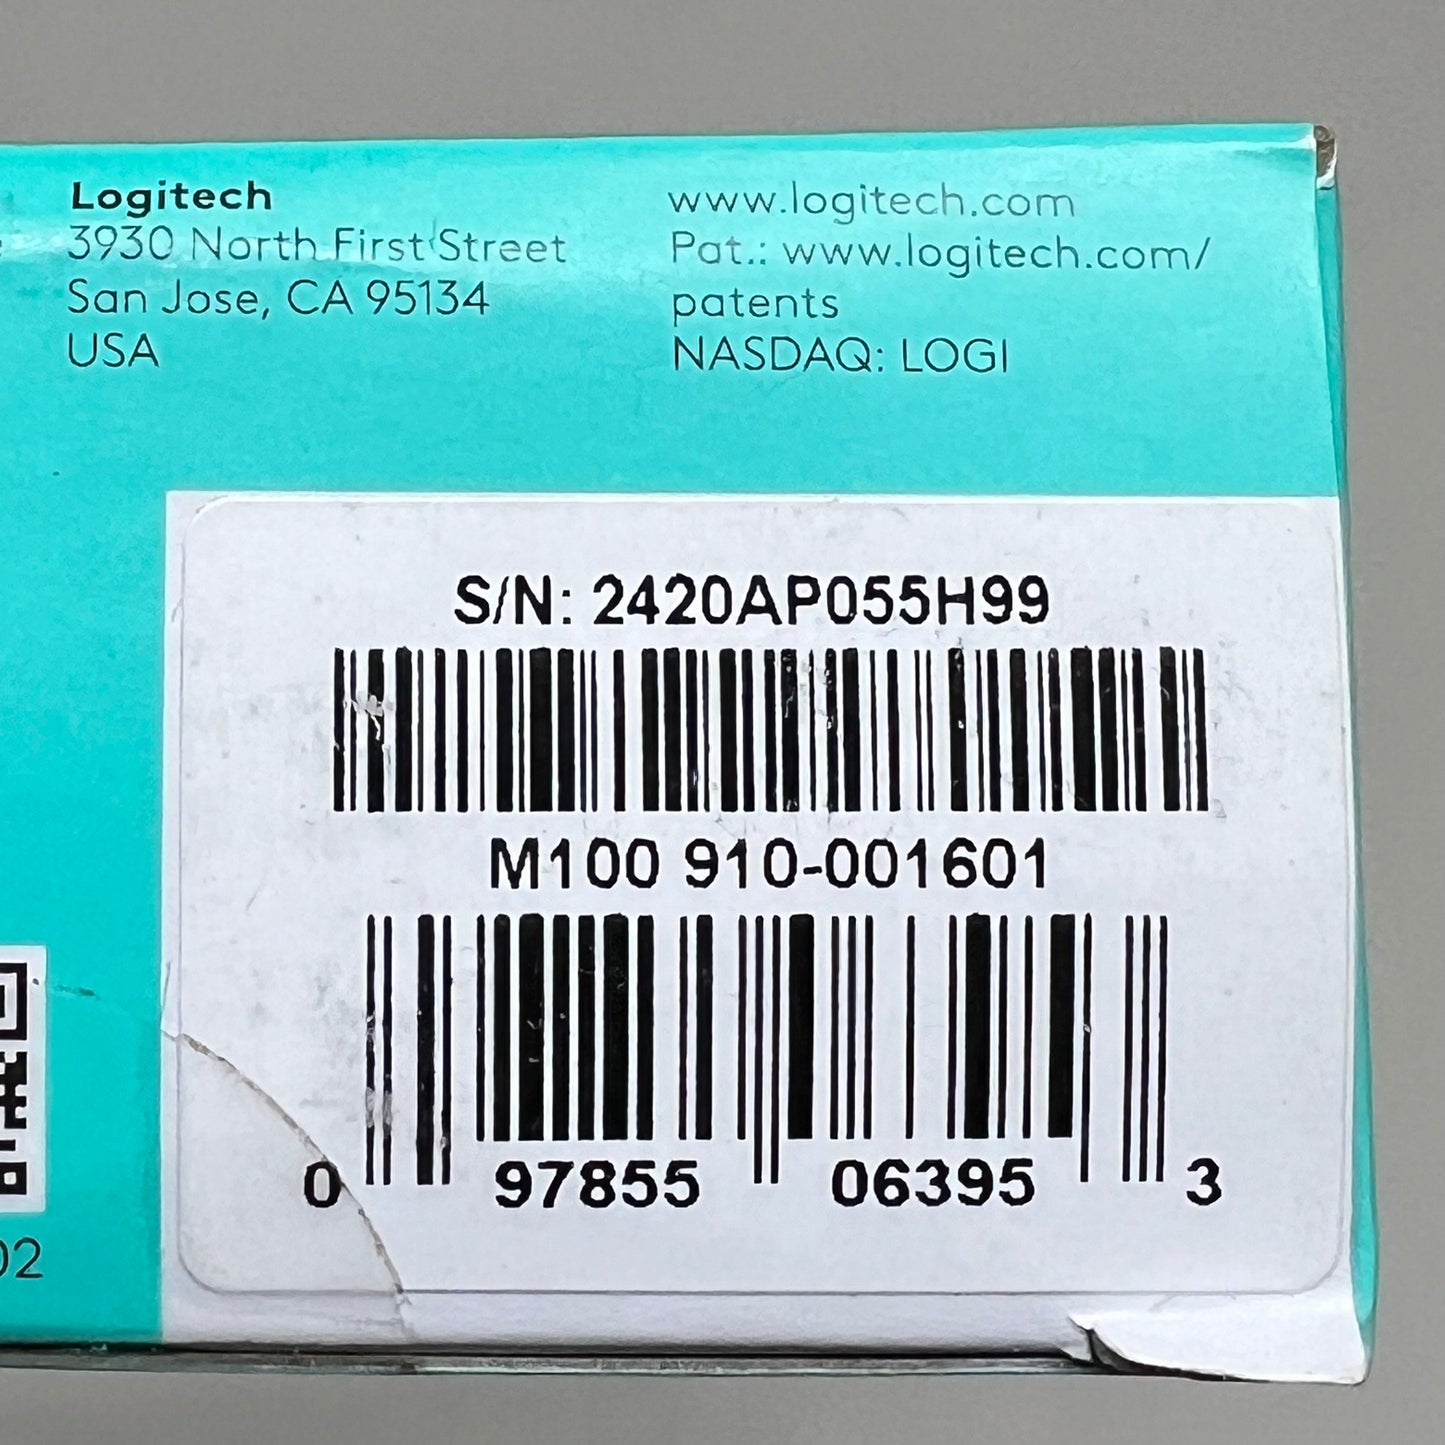 Logitech
3930 North First Street
San Jose, CA 95134
USA
www.logitech.com
Pat.: www.logitech.com/
patents
NASDAQ: LOGI
S/N: 2420AP055H99
M100 910-001601
0 97855 06395 3
02